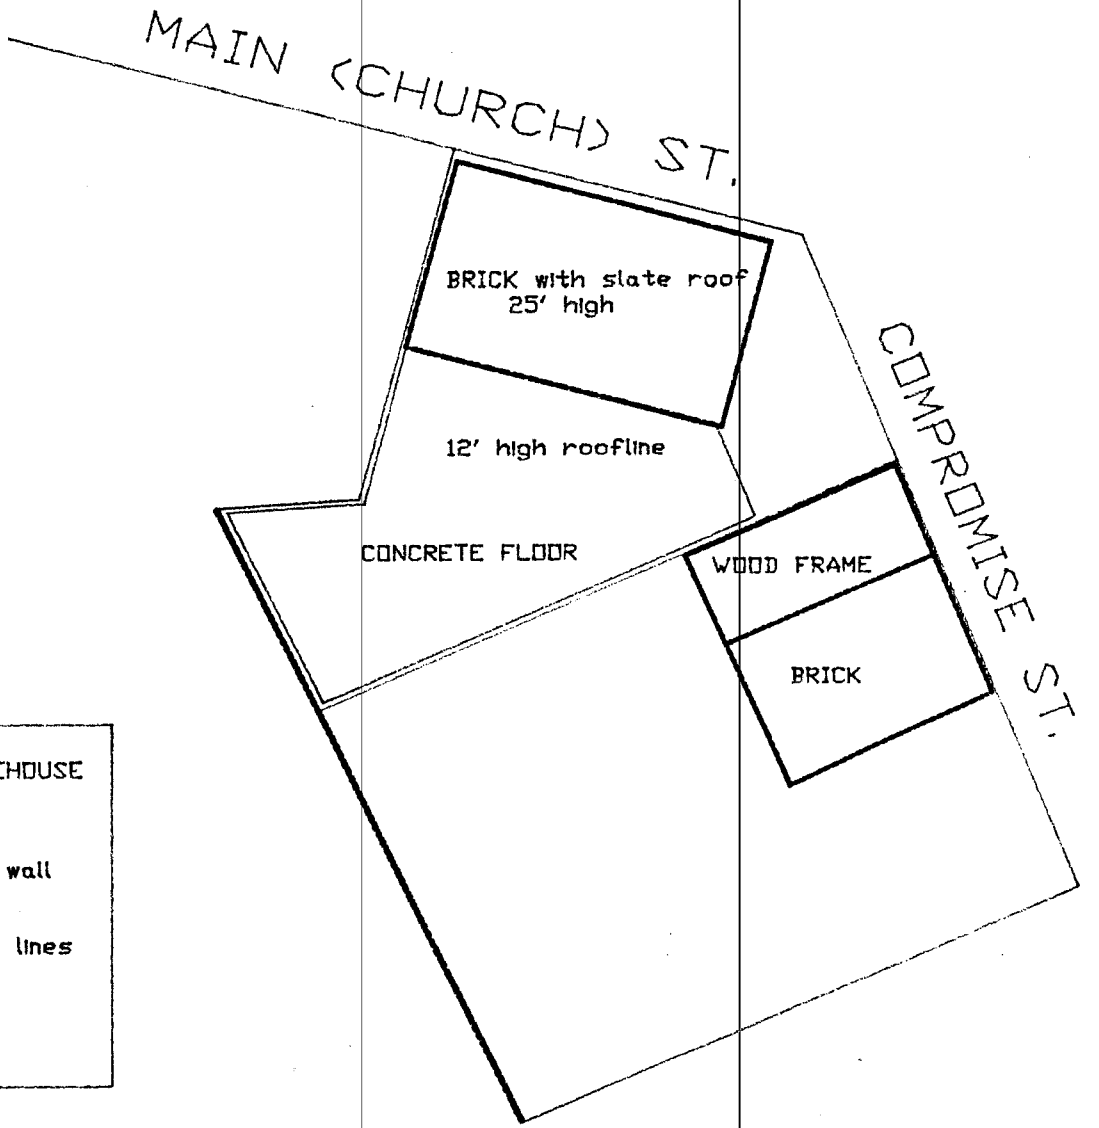 MAIN (CHURCH) ST.
BRICK with slate roof
25' high
COMPROMISE ST.
12' high roofline
CONCRETE FLOOR
WOOD FRAME
BRICK
wall
lines